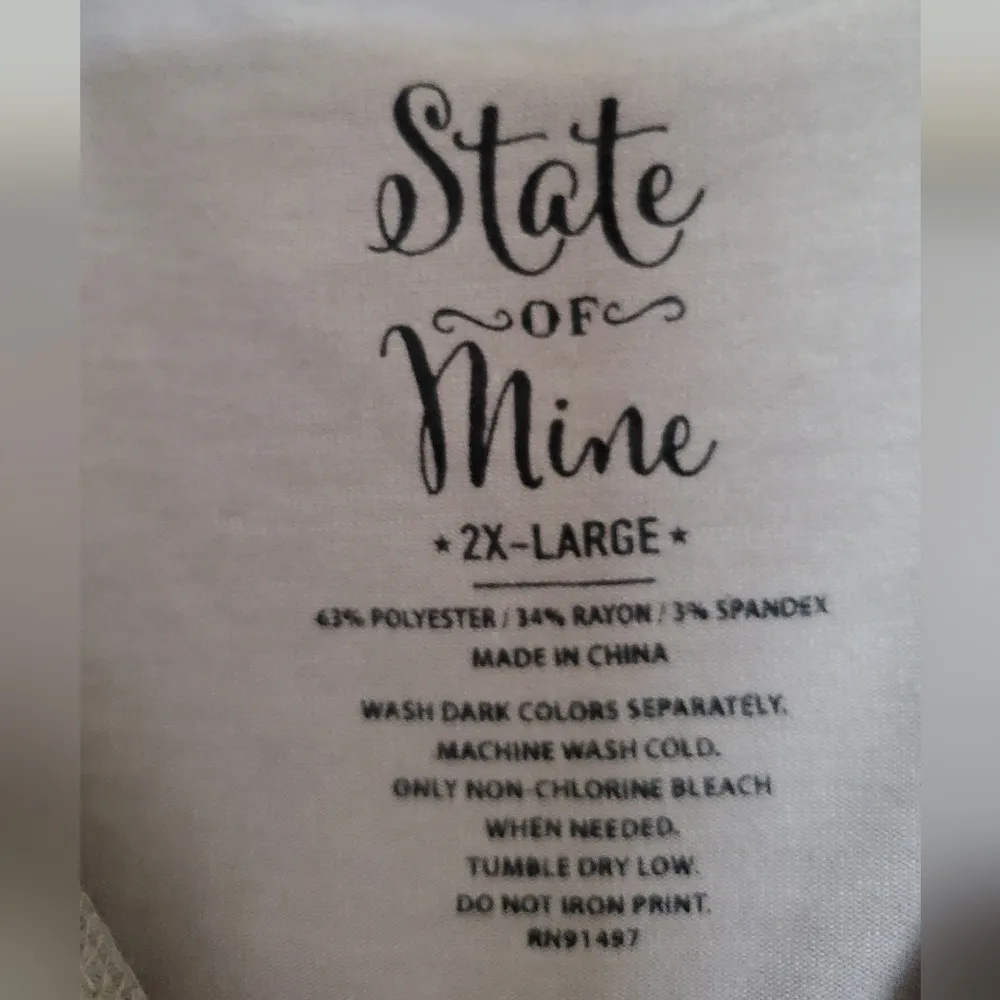 State
OF
Mine
★ 2X-LARGE ★
63% POLYESTER / 34% RAYON / 3% SPANDEX
MADE IN CHINA
WASH DARK COLORS SEPARATELY.
MACHINE WASH COLD.
ONLY NON-CHLORINE BLEACH
WHEN NEEDED.
TUMBLE DRY LOW.
DO NOT IRON PRINT.
RN91497